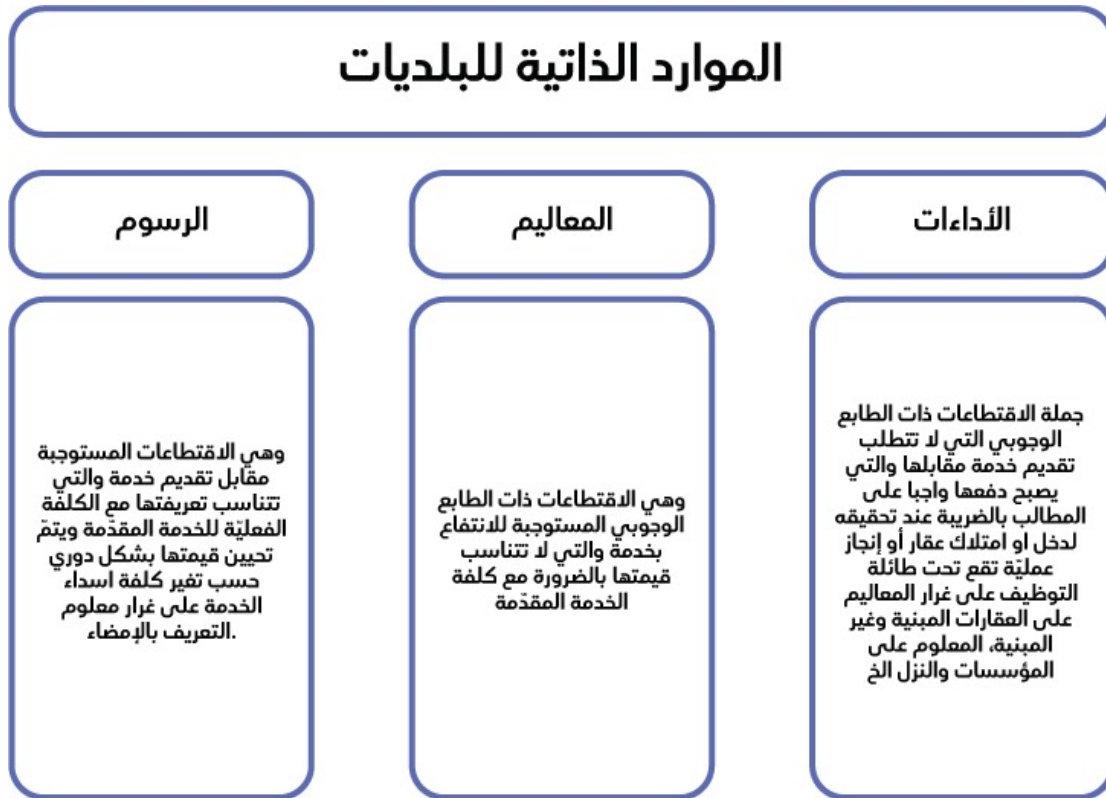 الموارد الذاتية للبلديات
الأداءات
المعاليم
الرسوم
جملة الاقتطاعات ذات الطابع
الوجوبي التي لا تتطلب
تقديم خدمة مقابلها والتي
يصبح دفعها واجبا على
المطالب بالضريبة عند تحقيقه
لدخل او امتلاك عقار أو إنجاز
عمليّة تقع تحت طائلة
التوظيف على غرار المعاليم
على العقارات المبنية وغير
المبنية، المعلوم على
المؤسسات والنزل الخ
وهي الاقتطاعات ذات الطابع
الوجوبي المستوجبة للانتفاع
بخدمة والتي لا تتناسب
قيمتها بالضرورة مع كلفة
الخدمة المقدّمة
وهي الاقتطاعات المستوجبة
مقابل تقديم خدمة والتي
تتناسب تعريفتها مع الكلفة
الفعليّة للخدمة المقدّمة ويتمّ
تحيين قيمتها بشكل دوري
حسب تغير كلفة اسداء
الخدمة على غرار معلوم
.التعريف بالإمضاء